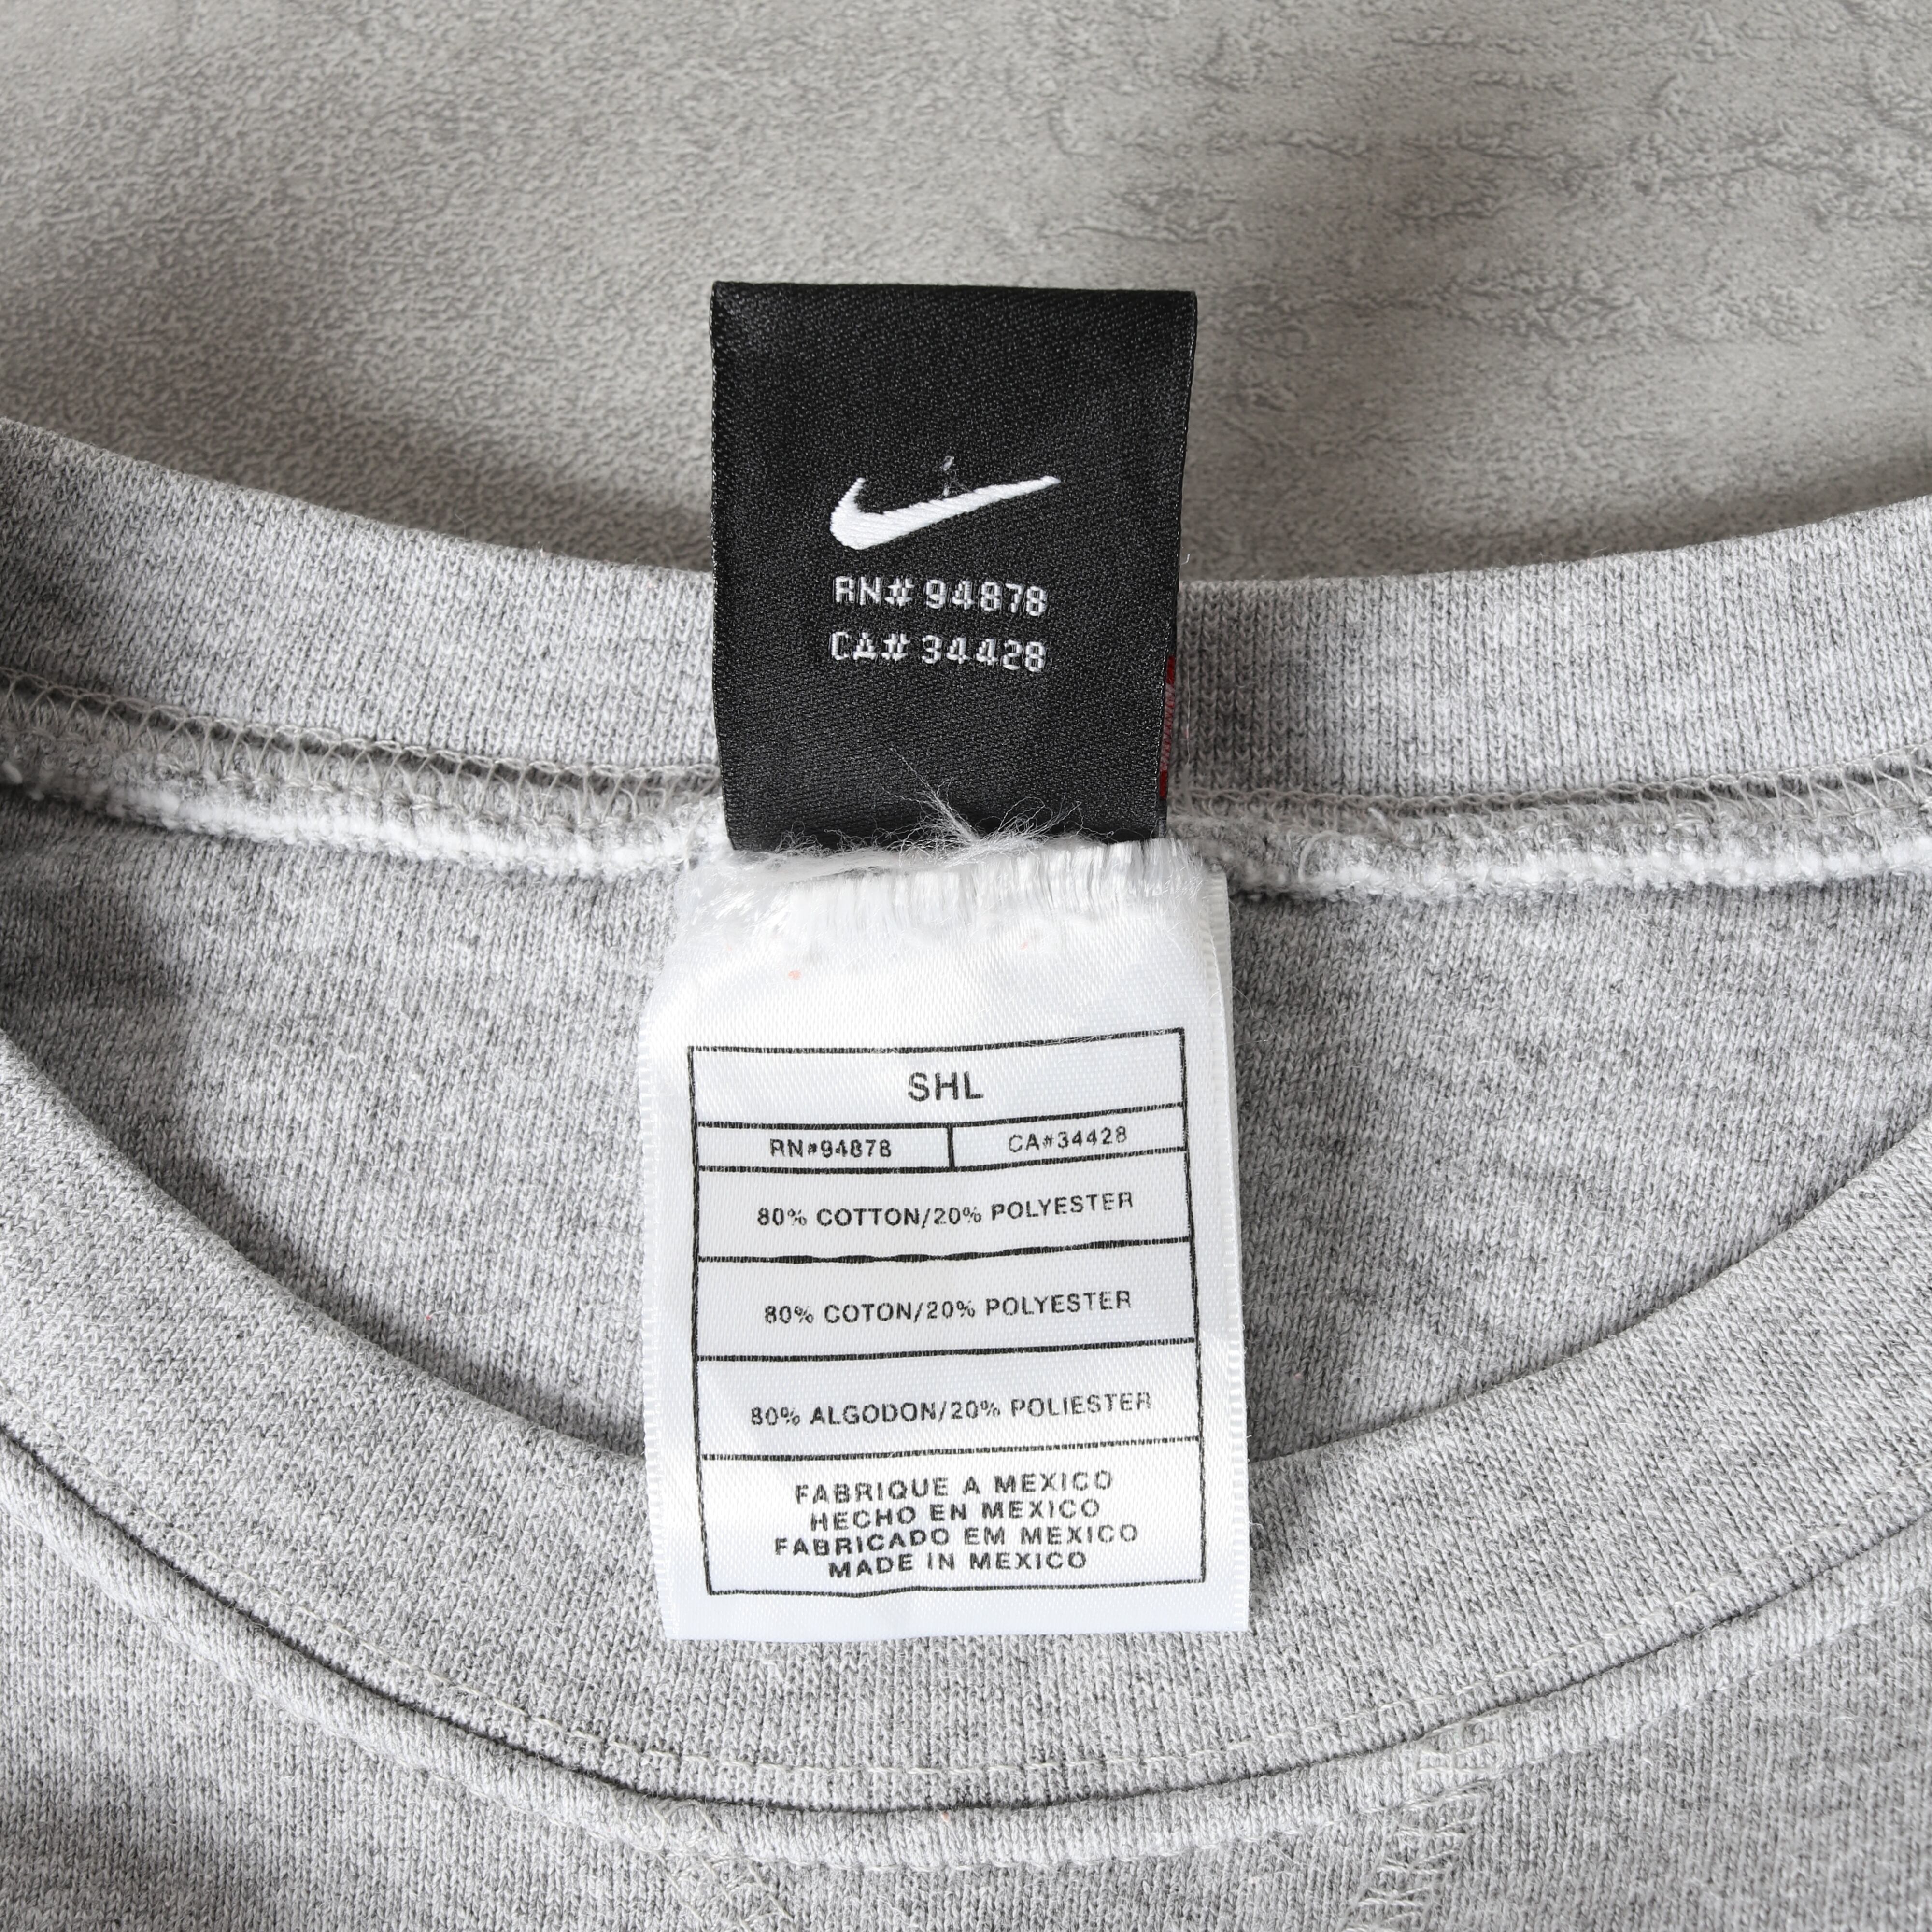 RN# 94878
CA# 34428
SHL
RN#94878 CA#34428
80% COTTON/20% POLYESTER
80% COTON/20% POLYESTER
80% ALGODON/20% POLIESTER
FABRIQUE A MEXICO
HECHO EN MEXICO
FABRICADO EM MEXICO
MADE IN MEXICO